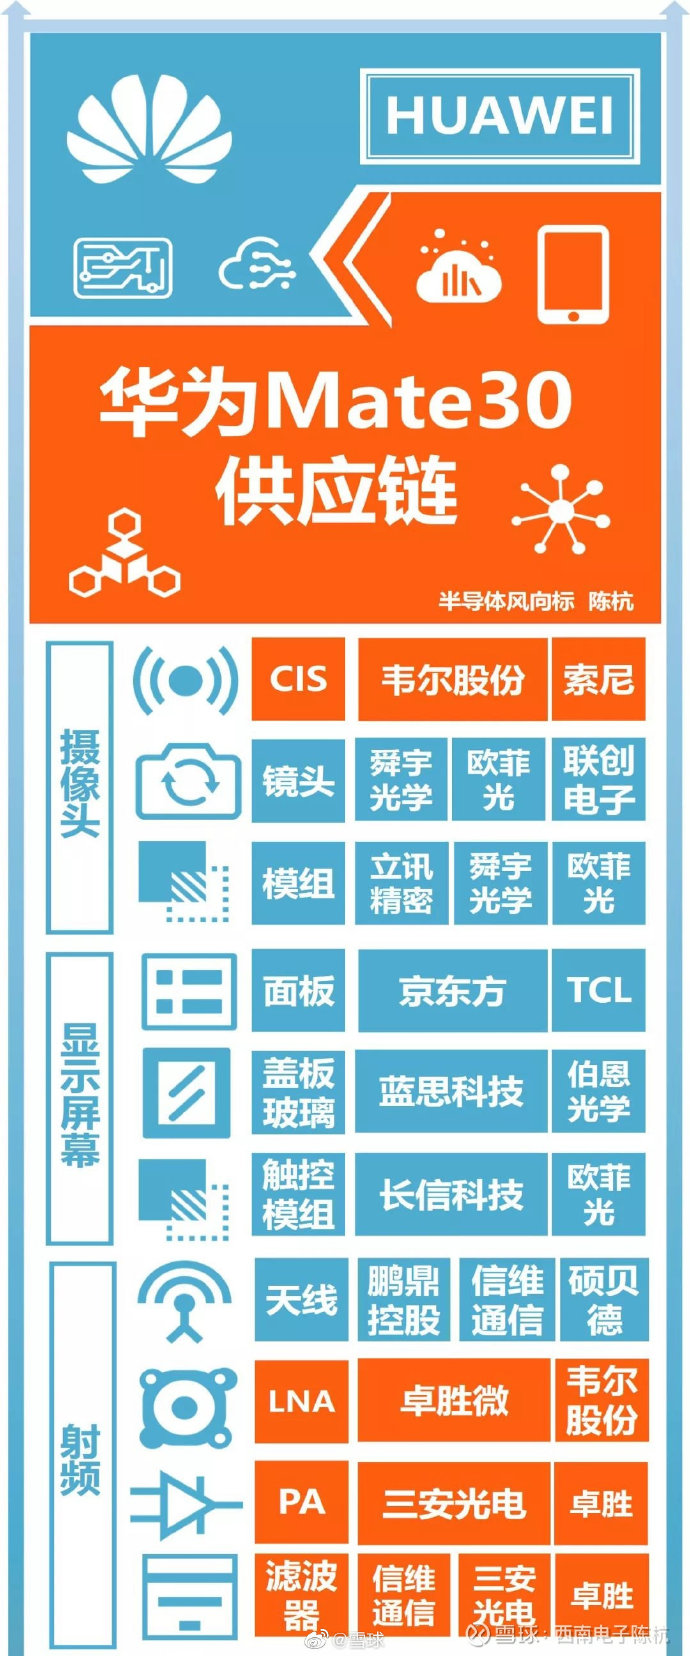 HUAWEI
华为Mate30
供应链
半导体风向标 陈杭
摄像头
CIS 韦尔股份 索尼
镜头 舜宇光学 欧菲光 联创电子
模组 立讯精密 舜宇光学 欧菲光
显示屏幕
面板 京东方 TCL
盖板玻璃 蓝思科技 伯恩光学
触控模组 长信科技 欧菲光
射频
天线 鹏鼎控股 信维通信 硕贝德
LNA 卓胜微 韦尔股份
PA 三安光电 卓胜
滤波器 信维通信 三安光电 卓胜
@雪球
雪球:西南电子陈杭